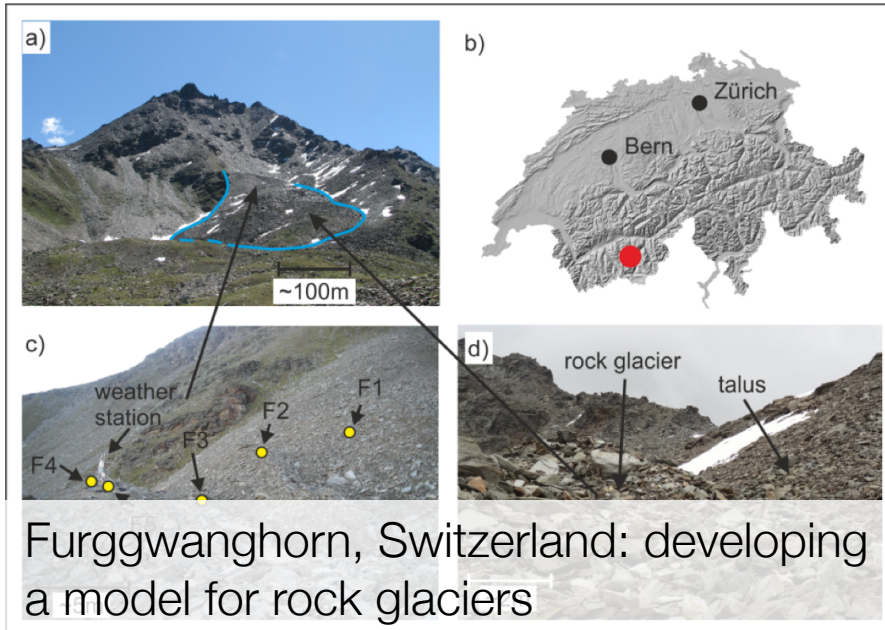 a)
~100m
b)
Zürich
Bern
c)
weather
station
F1
F2
F3
F4
d)
rock glacier
talus
Furggwanghorn, Switzerland: developing
a model for rock glaciers